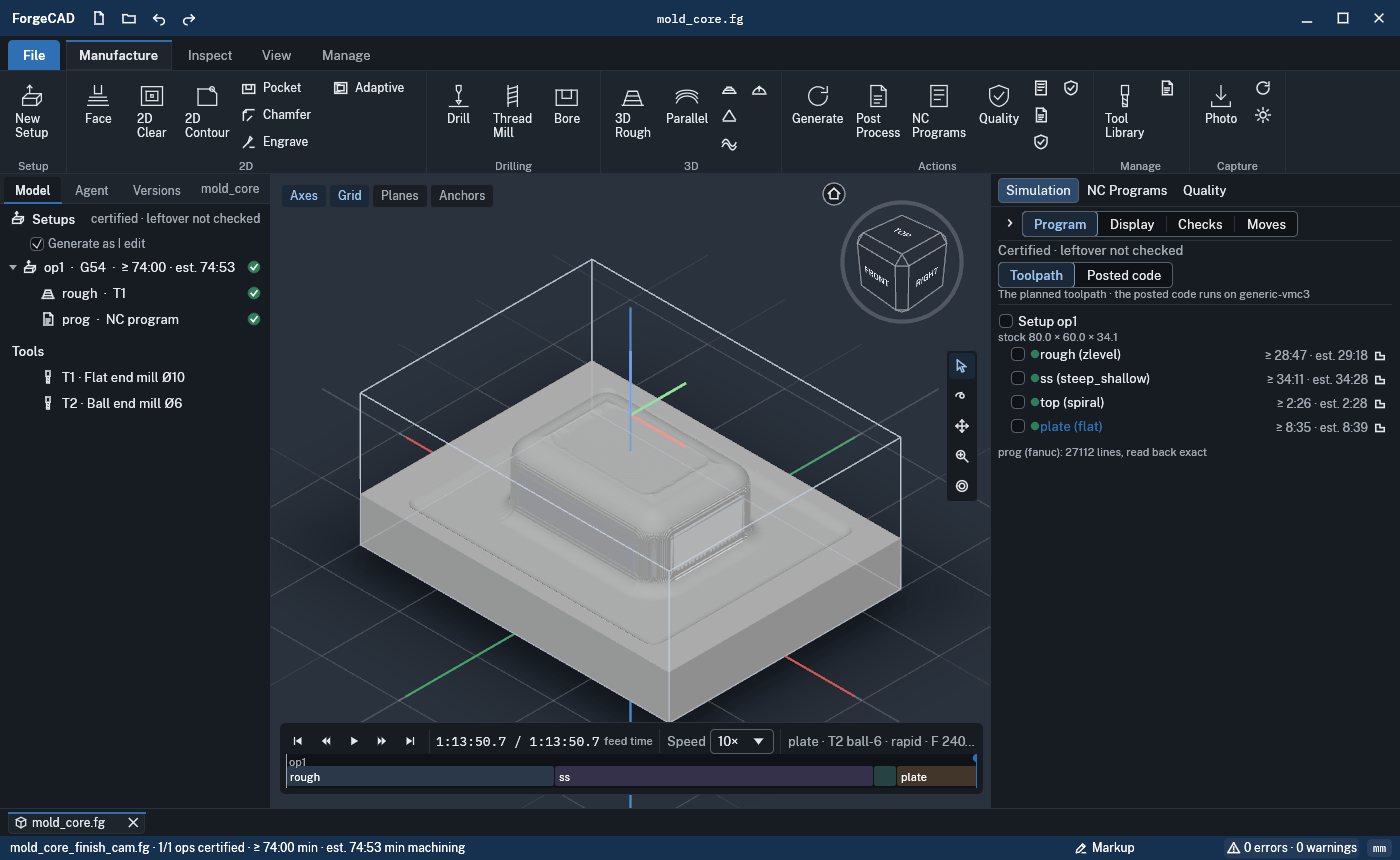 ForgeCAD
mold_core.fg
File Manufacture Inspect View Manage
New Setup
Face
2D Clear
2D Contour
Pocket
Chamfer
Engrave
Adaptive
Drill
Thread Mill
Bore
3D Rough
Parallel
Generate
Post Process
NC Programs
Quality
Tool Library
Photo
Setup 2D Drilling 3D Actions Manage Capture
Model Agent Versions mold_core
Setups certified · leftover not checked
Generate as I edit
op1 · G54 · ≥ 74:00 · est. 74:53
rough · T1
prog · NC program
Tools
T1 · Flat end mill Ø10
T2 · Ball end mill Ø6
Axes Grid Planes Anchors
TOP
FRONT
RIGHT
1:13:50.7 / 1:13:50.7 feed time Speed 10× plate · T2 ball-6 · rapid · F 240...
op1
rough ss plate
Simulation NC Programs Quality
Program Display Checks Moves
Certified · leftover not checked
Toolpath Posted code
The planned toolpath · the posted code runs on generic-vmc3
Setup op1
stock 80.0 × 60.0 × 34.1
rough (zlevel) ≥ 28:47 · est. 29:18
ss (steep_shallow) ≥ 34:11 · est. 34:28
top (spiral) ≥ 2:26 · est. 2:28
plate (flat) ≥ 8:35 · est. 8:39
prog (fanuc): 27112 lines, read back exact
mold_core.fg
mold_core_finish_cam.fg · 1/1 ops certified · ≥ 74:00 min · est. 74:53 min machining
Markup
0 errors · 0 warnings mm